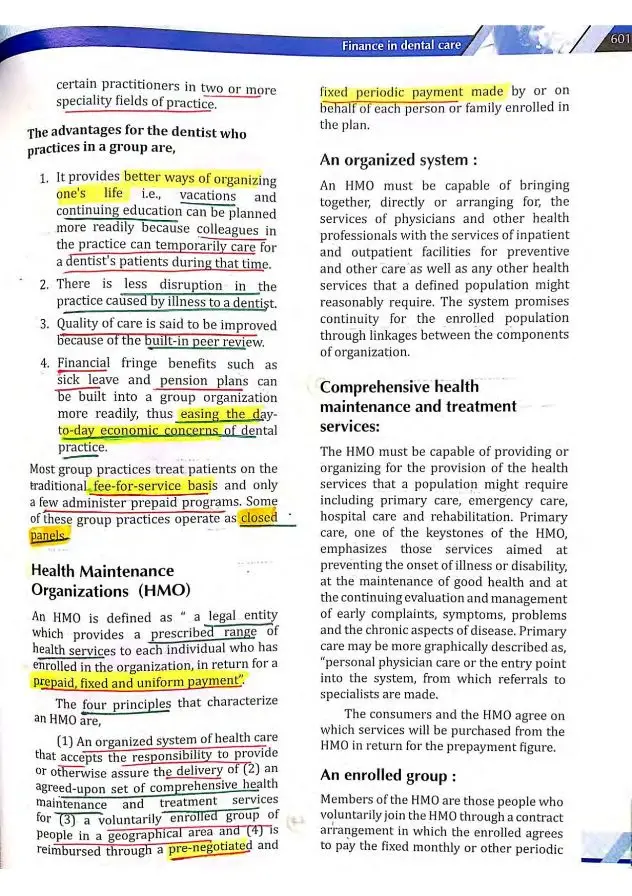 Finance in dental care
601
certain practitioners in two or more
speciality fields of practice.
The advantages for the dentist who
practices in a group are,
1. It provides better ways of organizing
one's life i.e., vacations and
continuing education can be planned
more readily because colleagues in
the practice can temporarily care for
a dentist's patients during that time.
2. There is less disruption in the
practice caused by illness to a dentist.
3. Quality of care is said to be improved
because of the built-in peer review.
4. Financial fringe benefits such as
sick leave and pension plans can
be built into a group organization
more readily, thus easing the day-
to-day economic concerns of dental
practice.
Most group practices treat patients on the
traditional fee-for-service basis and only
a few administer prepaid programs. Some
of these group practices operate as closed
panels.
Health Maintenance
Organizations (HMO)
An HMO is defined as “ a legal entity
which provides a prescribed range of
health services to each individual who has
enrolled in the organization, in return for a
prepaid, fixed and uniform payment”.
The four principles that characterize
an HMO are,
(1) An organized system of health care
that accepts the responsibility to provide
or otherwise assure the delivery of (2) an
agreed-upon set of comprehensive health
maintenance and treatment services
for (3) a voluntarily enrolled group of
people in a geographical area and (4) is
reimbursed through a pre-negotiated and
fixed periodic payment made by or on
behalf of each person or family enrolled in
the plan.
An organized system :
An HMO must be capable of bringing
together, directly or arranging for, the
services of physicians and other health
professionals with the services of inpatient
and outpatient facilities for preventive
and other care as well as any other health
services that a defined population might
reasonably require. The system promises
continuity for the enrolled population
through linkages between the components
of organization.
Comprehensive health
maintenance and treatment
services:
The HMO must be capable of providing or
organizing for the provision of the health
services that a population might require
including primary care, emergency care,
hospital care and rehabilitation. Primary
care, one of the keystones of the HMO,
emphasizes those services aimed at
preventing the onset of illness or disability,
at the maintenance of good health and at
the continuing evaluation and management
of early complaints, symptoms, problems
and the chronic aspects of disease. Primary
care may be more graphically described as,
“personal physician care or the entry point
into the system, from which referrals to
specialists are made.
The consumers and the HMO agree on
which services will be purchased from the
HMO in return for the prepayment figure.
An enrolled group :
Members of the HMO are those people who
voluntarily join the HMO through a contract
arrangement in which the enrolled agrees
to pay the fixed monthly or other periodic